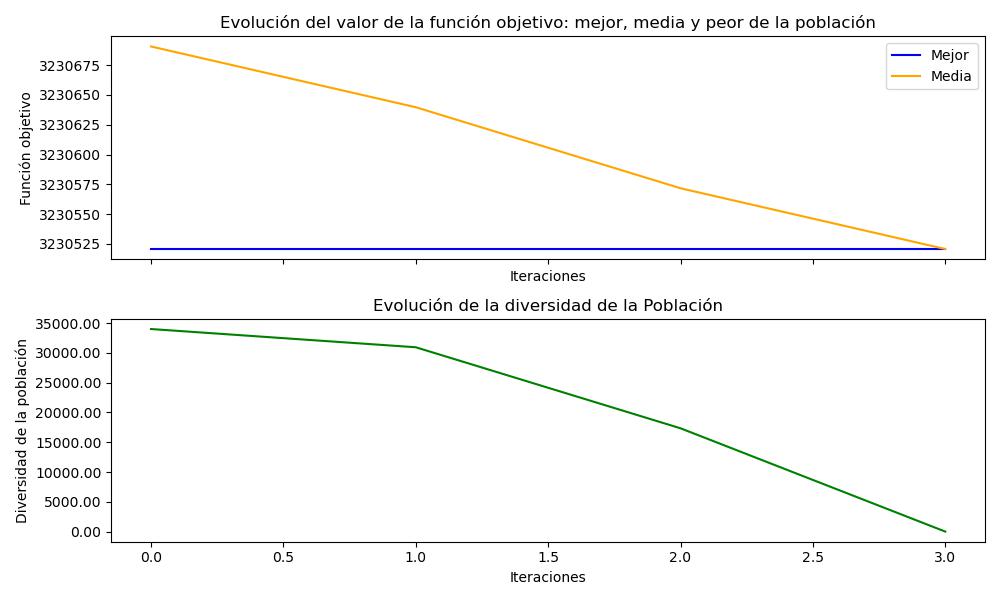 Evolución del valor de la función objetivo: mejor, media y peor de la población
Función objetivo
3230675
3230650
3230625
3230600
3230575
3230550
3230525
Mejor
Media
Iteraciones
Evolución de la diversidad de la Población
Diversidad de la población
35000.00
30000.00
25000.00
20000.00
15000.00
10000.00
5000.00
0.00
0.0 0.5 1.0 1.5 2.0 2.5 3.0
Iteraciones